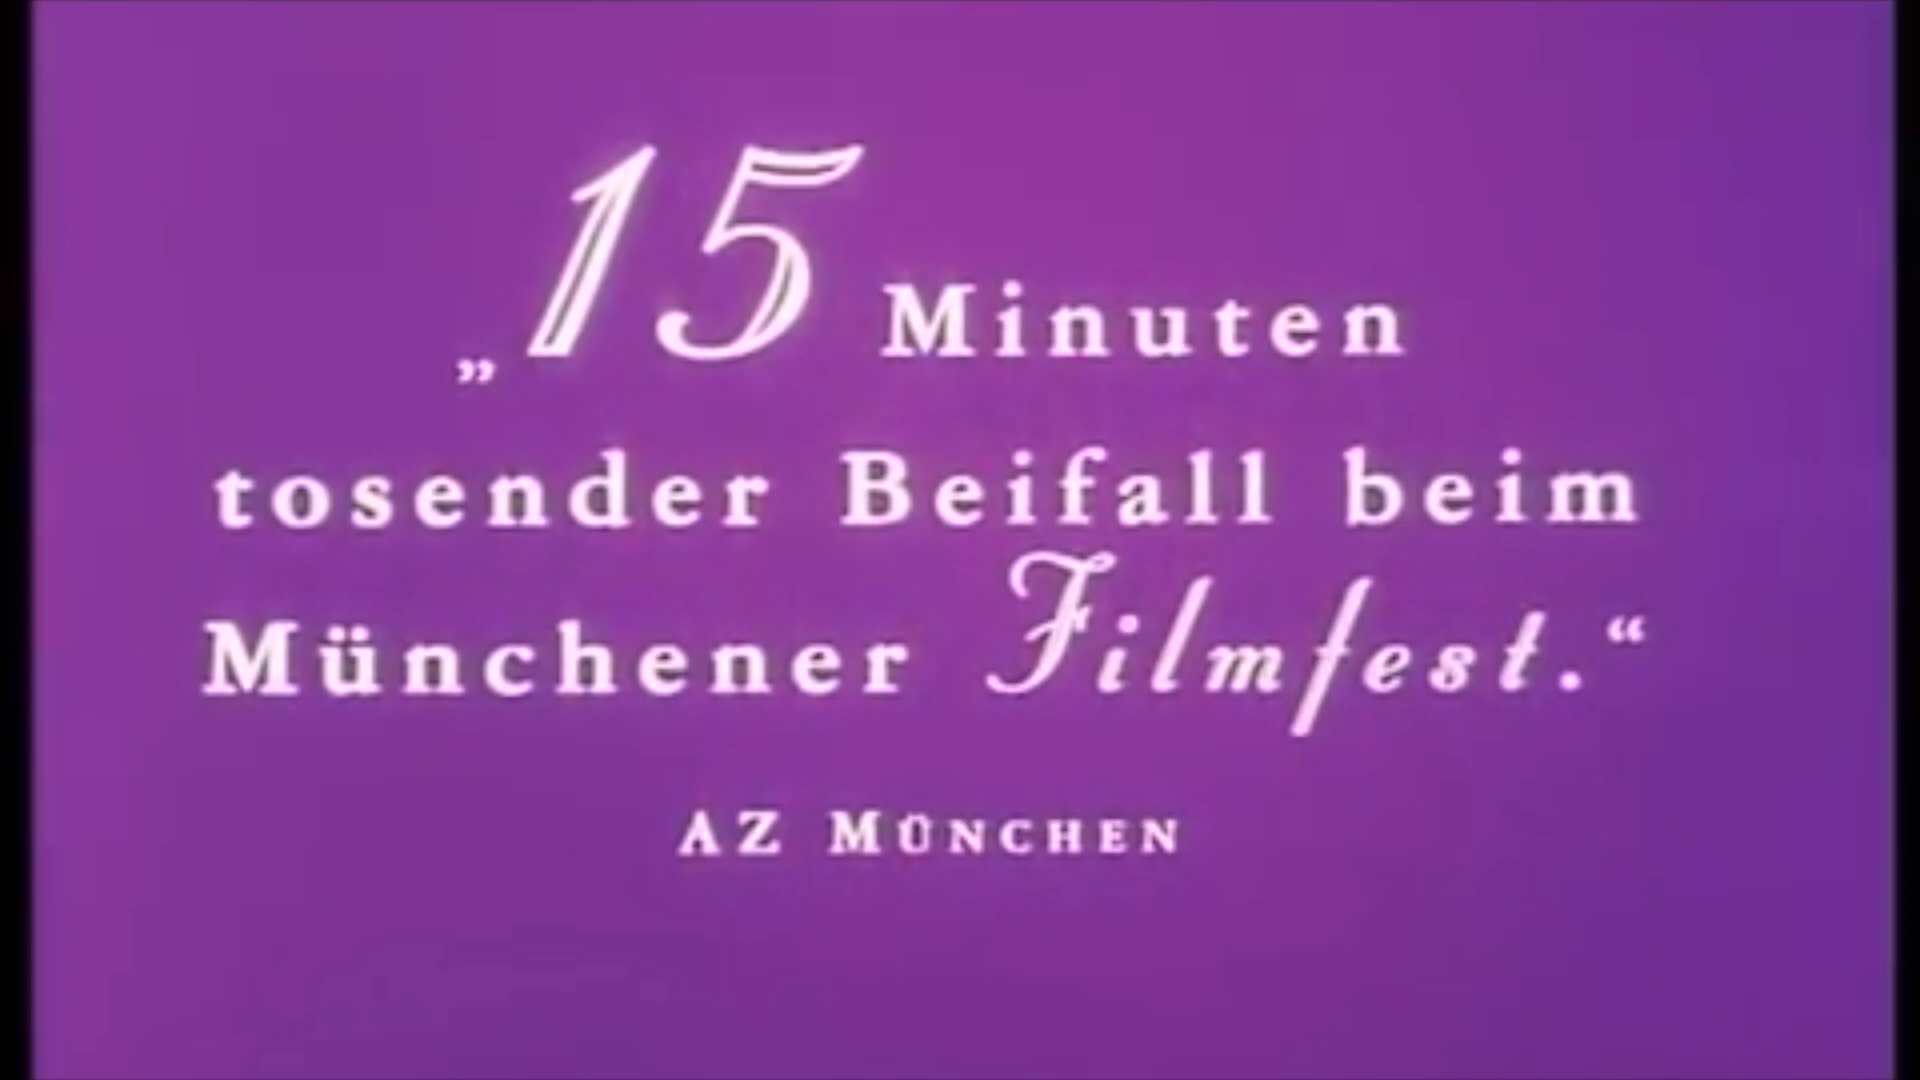 „15 Minuten
tosender Beifall beim
Münchener Filmfest.“
AZ MÜNCHEN